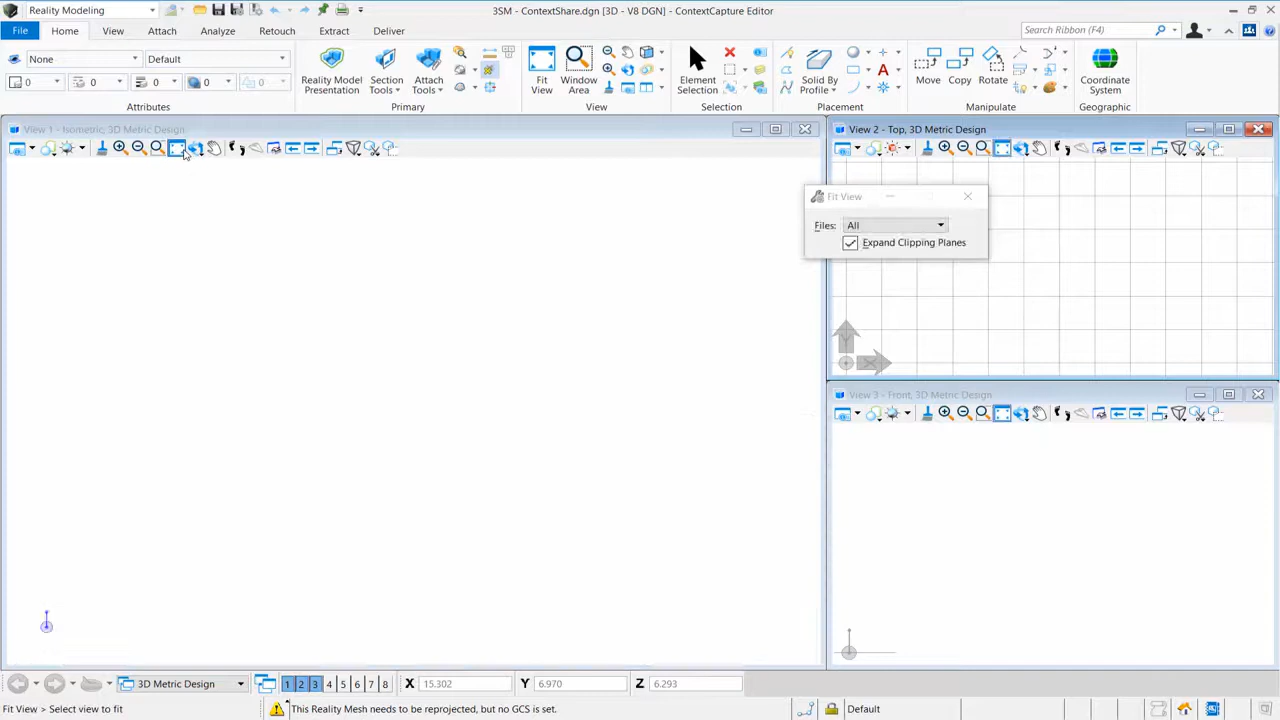 Reality Modeling
3SM - ContextShare.dgn [3D - V8 DGN] - ContextCapture Editor
File Home View Attach Analyze Extract Retouch Deliver
Search Ribbon (F4)
None Default
0 0 0 0 0
Reality Model Presentation
Section Tools
Attach Tools
Fit View
Window Area
Element Selection
Solid By Profile
Move Copy Rotate
Coordinate System
Attributes Primary View Selection Placement Manipulate Geographic
View 1 - Isometric, 3D Metric Design
View 2 - Top, 3D Metric Design
Fit View
Files: All
Expand Clipping Planes
View 3 - Front, 3D Metric Design
3D Metric Design 1 2 3 4 5 6 7 8 X 15.302 Y 6.970 Z 6.293
Fit View > Select view to fit This Reality Mesh needs to be reprojected, but no GCS is set. Default